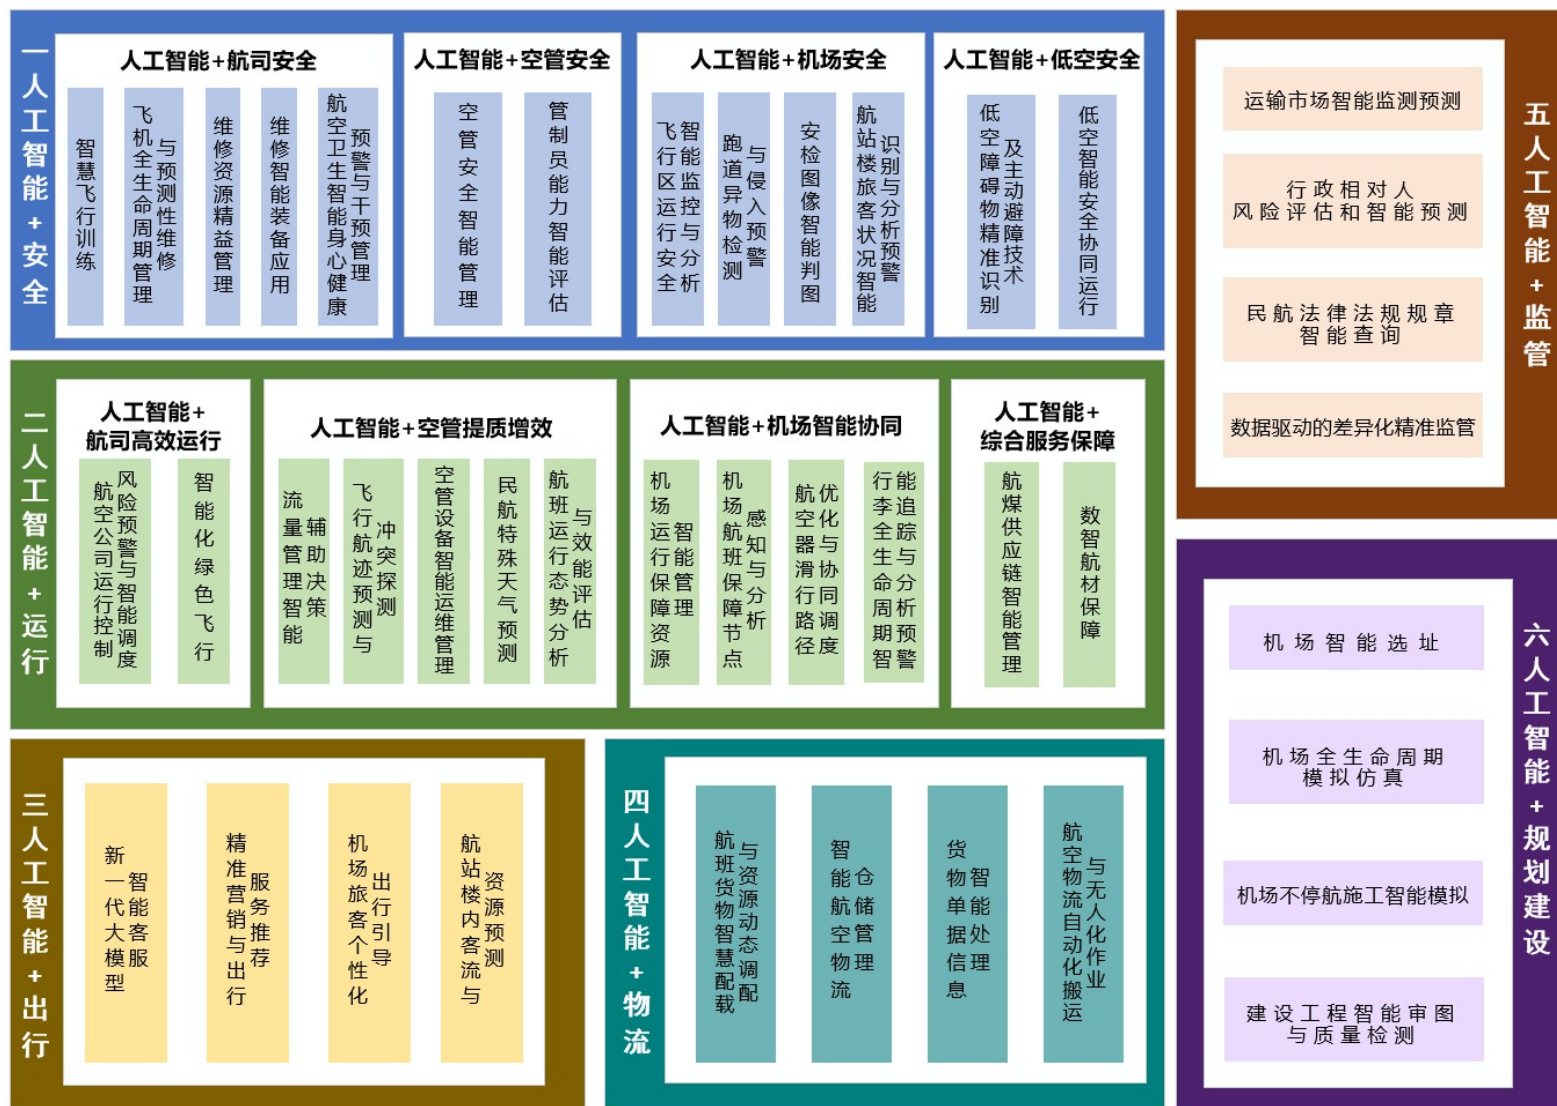 一人工智能+安全
人工智能+航司安全
智慧飞行训练
飞机全生命周期管理
与预测性维修
维修资源精益管理
维修智能装备应用
航空卫生智能身心健康
预警与干预管理
人工智能+空管安全
空管安全智能管理
管制员能力智能评估
人工智能+机场安全
飞行区运行安全
智能监控与分析
跑道异物检测
与侵入预警
安检图像智能判图
航站楼旅客状况智能
识别与分析预警
人工智能+低空安全
低空障碍物精准识别
及主动避障技术
低空智能安全协同运行
二人工智能+运行
人工智能+
航司高效运行
航空公司运行控制
风险预警与智能调度
智能化绿色飞行
人工智能+空管提质增效
流量管理智能
辅助决策
飞行航迹预测与
冲突探测
空管设备智能运维管理
民航特殊天气预测
航班运行态势分析
与效能评估
人工智能+机场智能协同
机场运行保障资源
智能管理
机场航班保障节点
感知与分析
航空器滑行路径
优化与协同调度
行李全生命周期智
能追踪与分析预警
人工智能+
综合服务保障
航煤供应链智能管理
数智航材保障
三人工智能+出行
新一代大模型
智能客服
精准营销与出行
服务推荐
机场旅客个性化
出行引导
航站楼内客流与
资源预测
四人工智能+物流
航班货物智慧配载
与资源动态调配
智能航空物流
仓储管理
货物单据信息
智能处理
航空物流自动化搬运
与无人化作业
五人工智能+监管
运输市场智能监测预测
行政相对人
风险评估和智能预测
民航法律法规规章
智能查询
数据驱动的差异化精准监管
六人工智能+规划建设
机场智能选址
机场全生命周期
模拟仿真
机场不停航施工智能模拟
建设工程智能审图
与质量检测